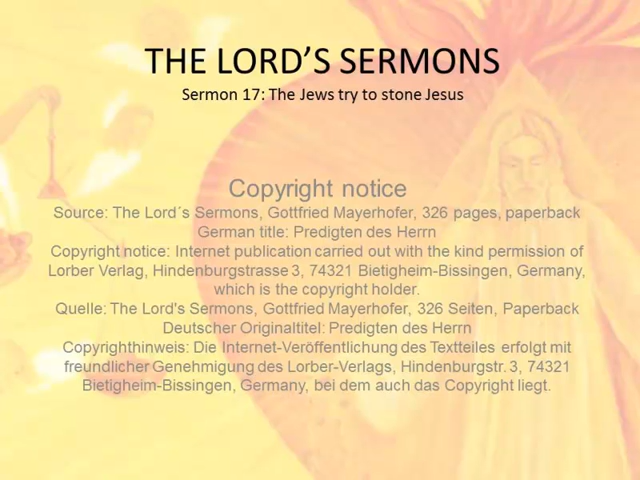 THE LORD’S SERMONS
Sermon 17: The Jews try to stone Jesus
Copyright notice
Source: The Lord´s Sermons, Gottfried Mayerhofer, 326 pages, paperback
German title: Predigten des Herrn
Copyright notice: Internet publication carried out with the kind permission of
Lorber Verlag, Hindenburgstrasse 3, 74321 Bietigheim-Bissingen, Germany,
which is the copyright holder.
Quelle: The Lord's Sermons, Gottfried Mayerhofer, 326 Seiten, Paperback
Deutscher Originaltitel: Predigten des Herrn
Copyrighthinweis: Die Internet-Veröffentlichung des Textteiles erfolgt mit
freundlicher Genehmigung des Lorber-Verlags, Hindenburgstr. 3, 74321
Bietigheim-Bissingen, Germany, bei dem auch das Copyright liegt.